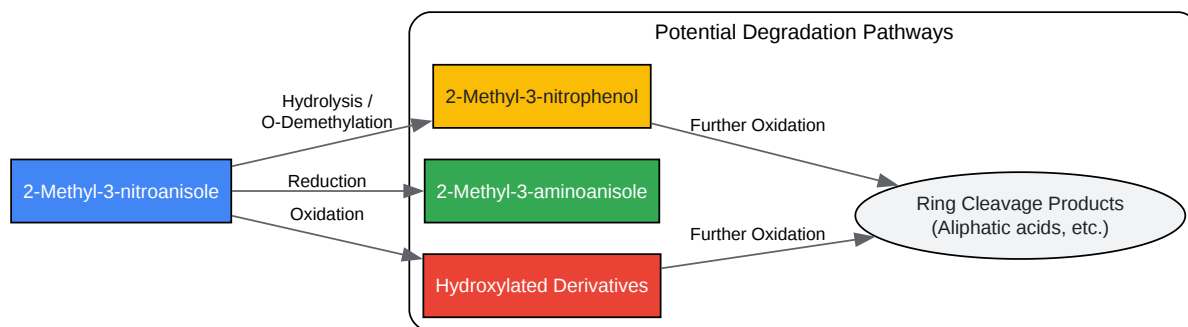 Potential Degradation Pathways
2-Methyl-3-nitroanisole
Hydrolysis /
O-Demethylation
Reduction
Oxidation
2-Methyl-3-nitrophenol
2-Methyl-3-aminoanisole
Hydroxylated Derivatives
Further Oxidation
Further Oxidation
Ring Cleavage Products
(Aliphatic acids, etc.)